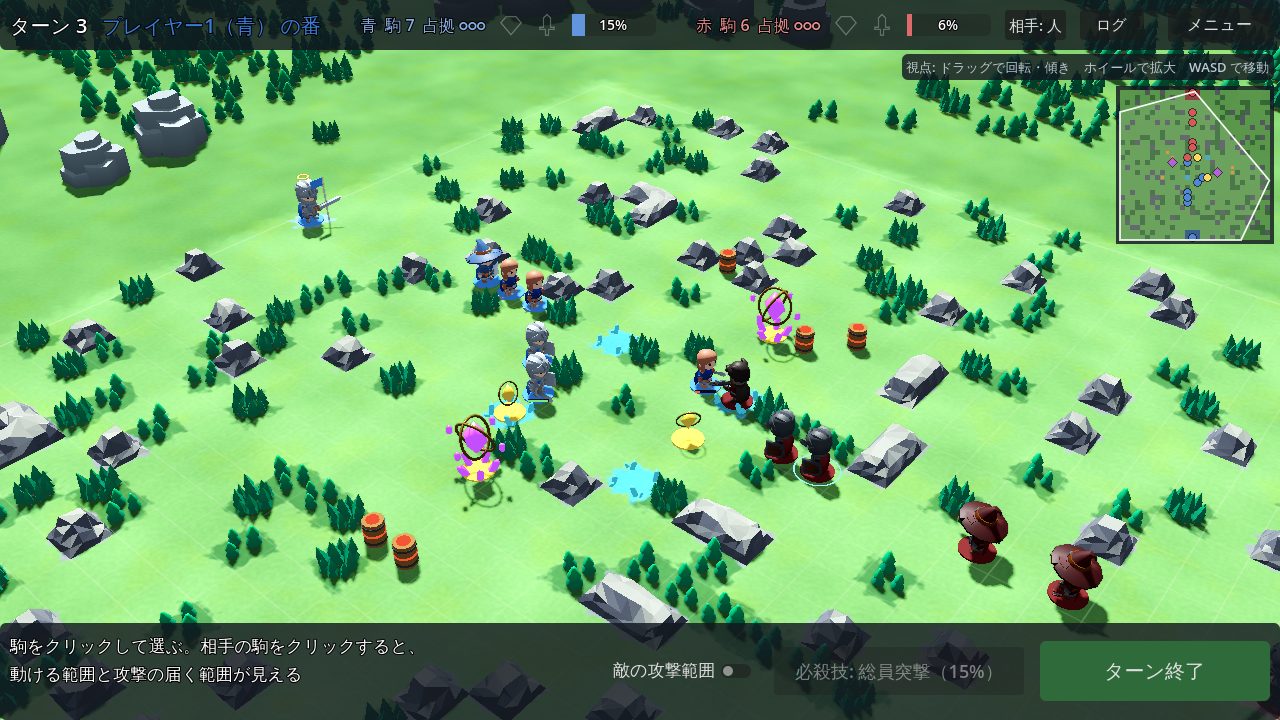 ターン 3 プレイヤー1（青）の番 青 駒 7 占拠 ○○○ 15% 赤 駒 6 占拠 ○○○ 6% 相手: 人 ログ メニュー
視点: ドラッグで回転・傾き ホイールで拡大 WASD で移動
駒をクリックして選ぶ。相手の駒をクリックすると、
動ける範囲と攻撃の届く範囲が見える
敵の攻撃範囲
必殺技: 総員突撃（15%）
ターン終了